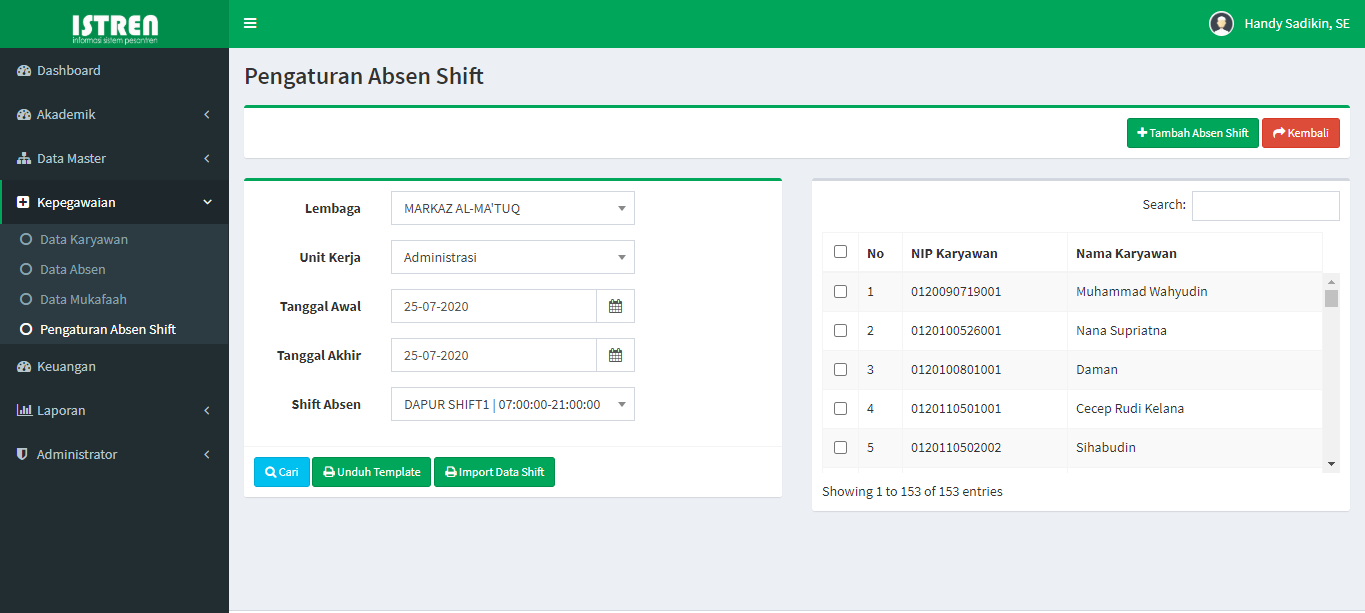 ISTREN
informasi sistem pesantren
Handy Sadikin, SE
Dashboard
Akademik
Data Master
Kepegawaian
Data Karyawan
Data Absen
Data Mukafaah
Pengaturan Absen Shift
Keuangan
Laporan
Administrator
Pengaturan Absen Shift
Tambah Absen Shift
Kembali
Lembaga
MARKAZ AL-MA'TUQ
Unit Kerja
Administrasi
Tanggal Awal
25-07-2020
Tanggal Akhir
25-07-2020
Shift Absen
DAPUR SHIFT1 | 07:00:00-21:00:00
Cari
Unduh Template
Import Data Shift
Search:
No NIP Karyawan Nama Karyawan
1 0120090719001 Muhammad Wahyudin
2 0120100526001 Nana Supriatna
3 0120100801001 Daman
4 0120110501001 Cecep Rudi Kelana
5 0120110502002 Sihabudin
Showing 1 to 153 of 153 entries